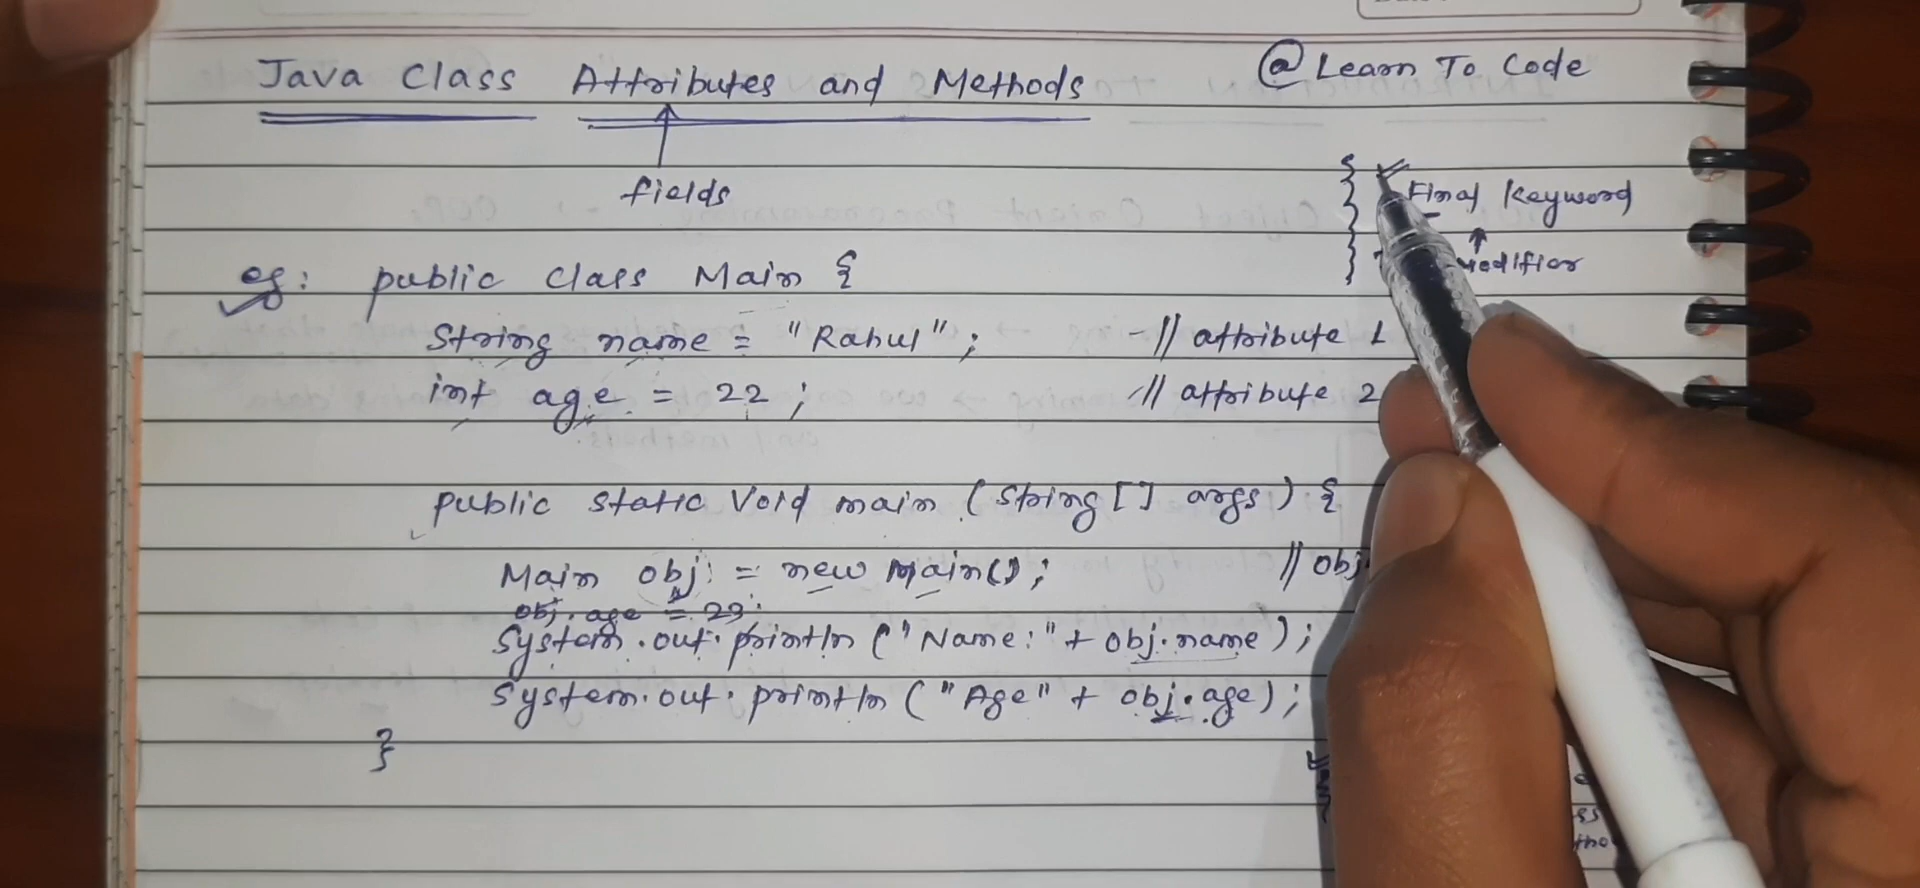 Java Class Attributes and Methods
@ Learn To Code
fields
Final Keyword
Modifier
eg: public class Main {
String name = "Rahul"; // attribute 1
int age = 22; // attribute 2
public static void main (String [] args) {
Main obj = new Main(); // obj
obj.age = 23;
System.out.println ("Name:" + obj.name);
System.out.println ("Age" + obj.age);
}